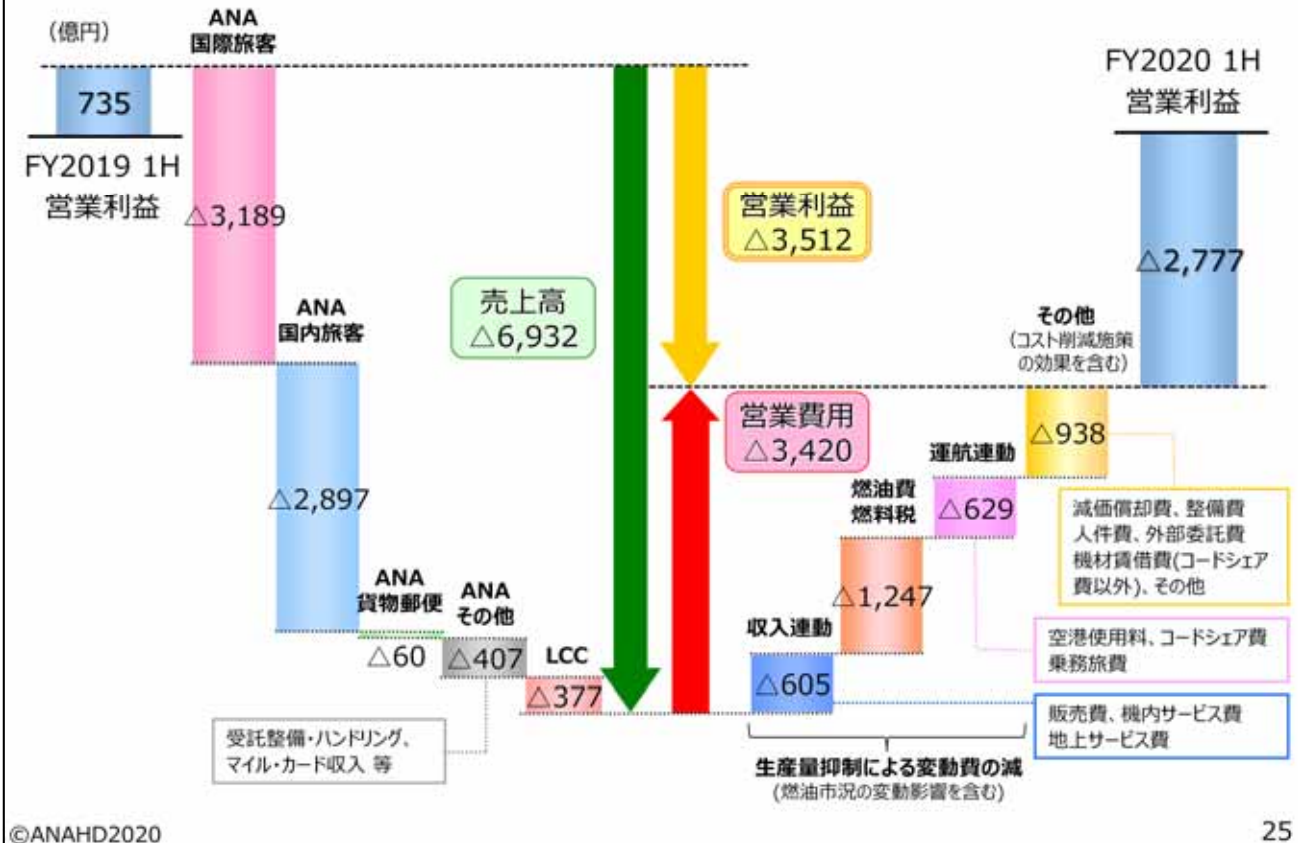 （億円）
ANA
国際旅客
735
FY2019 1H
営業利益
△3,189
ANA
国内旅客
△2,897
ANA
貨物郵便
△60
ANA
その他
△407
LCC
△377
受託整備・ハンドリング、
マイル・カード収入 等
売上高
△6,932
営業利益
△3,512
営業費用
△3,420
収入連動
△605
燃油費
燃料税
△1,247
運航連動
△629
その他
（コスト削減施策
の効果を含む）
△938
FY2020 1H
営業利益
△2,777
減価償却費、整備費
人件費、外部委託費
機材賃借費(コードシェア
費以外)、その他
空港使用料、コードシェア費
乗務旅費
販売費、機内サービス費
地上サービス費
生産量抑制による変動費の減
(燃油市況の変動影響を含む)
©ANAHD2020
25